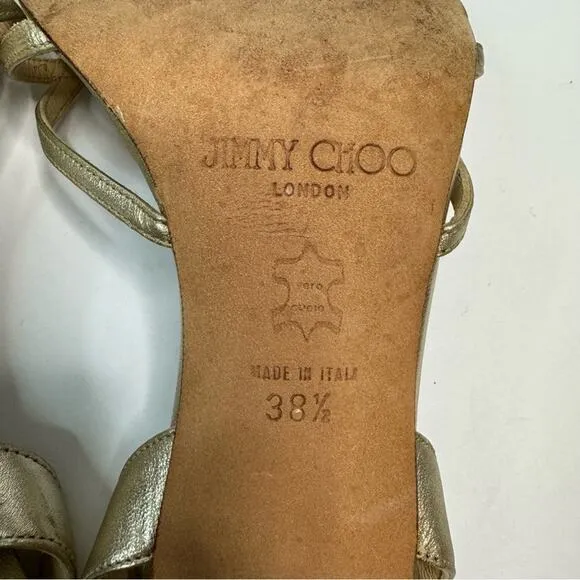 JIMMY CHOO
LONDON
vero
cuoio
MADE IN ITALY
38½